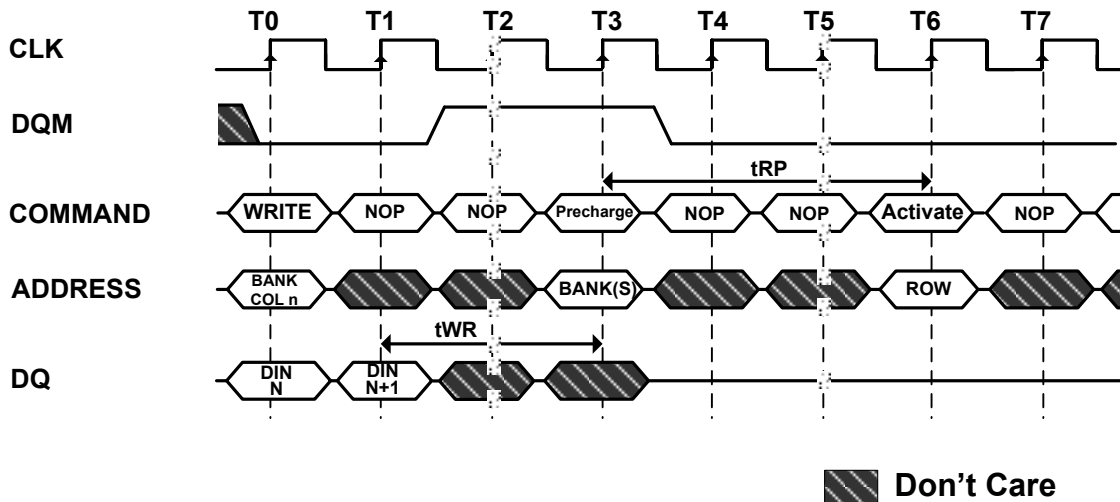 T0 T1 T2 T3 T4 T5 T6 T7
CLK
DQM
tRP
COMMAND WRITE NOP NOP Precharge NOP NOP Activate NOP
ADDRESS BANK COL n BANK(S) ROW
tWR
DQ DIN N DIN N+1
Don't Care